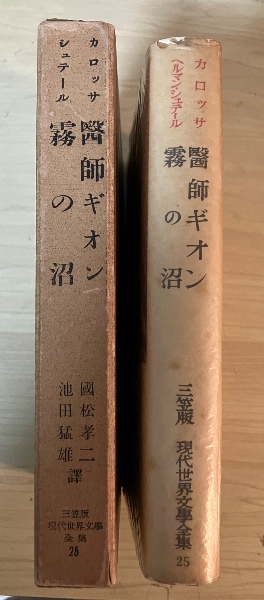 カロッサ
シュテール
醫師ギオン
霧の沼
國松孝二
池田猛雄 譯
三笠版
現代世界文學
全集
25
カロッサ
ヘルマン・シュテール
醫師ギオン
霧の沼
三笠版 現代世界文學全集 25